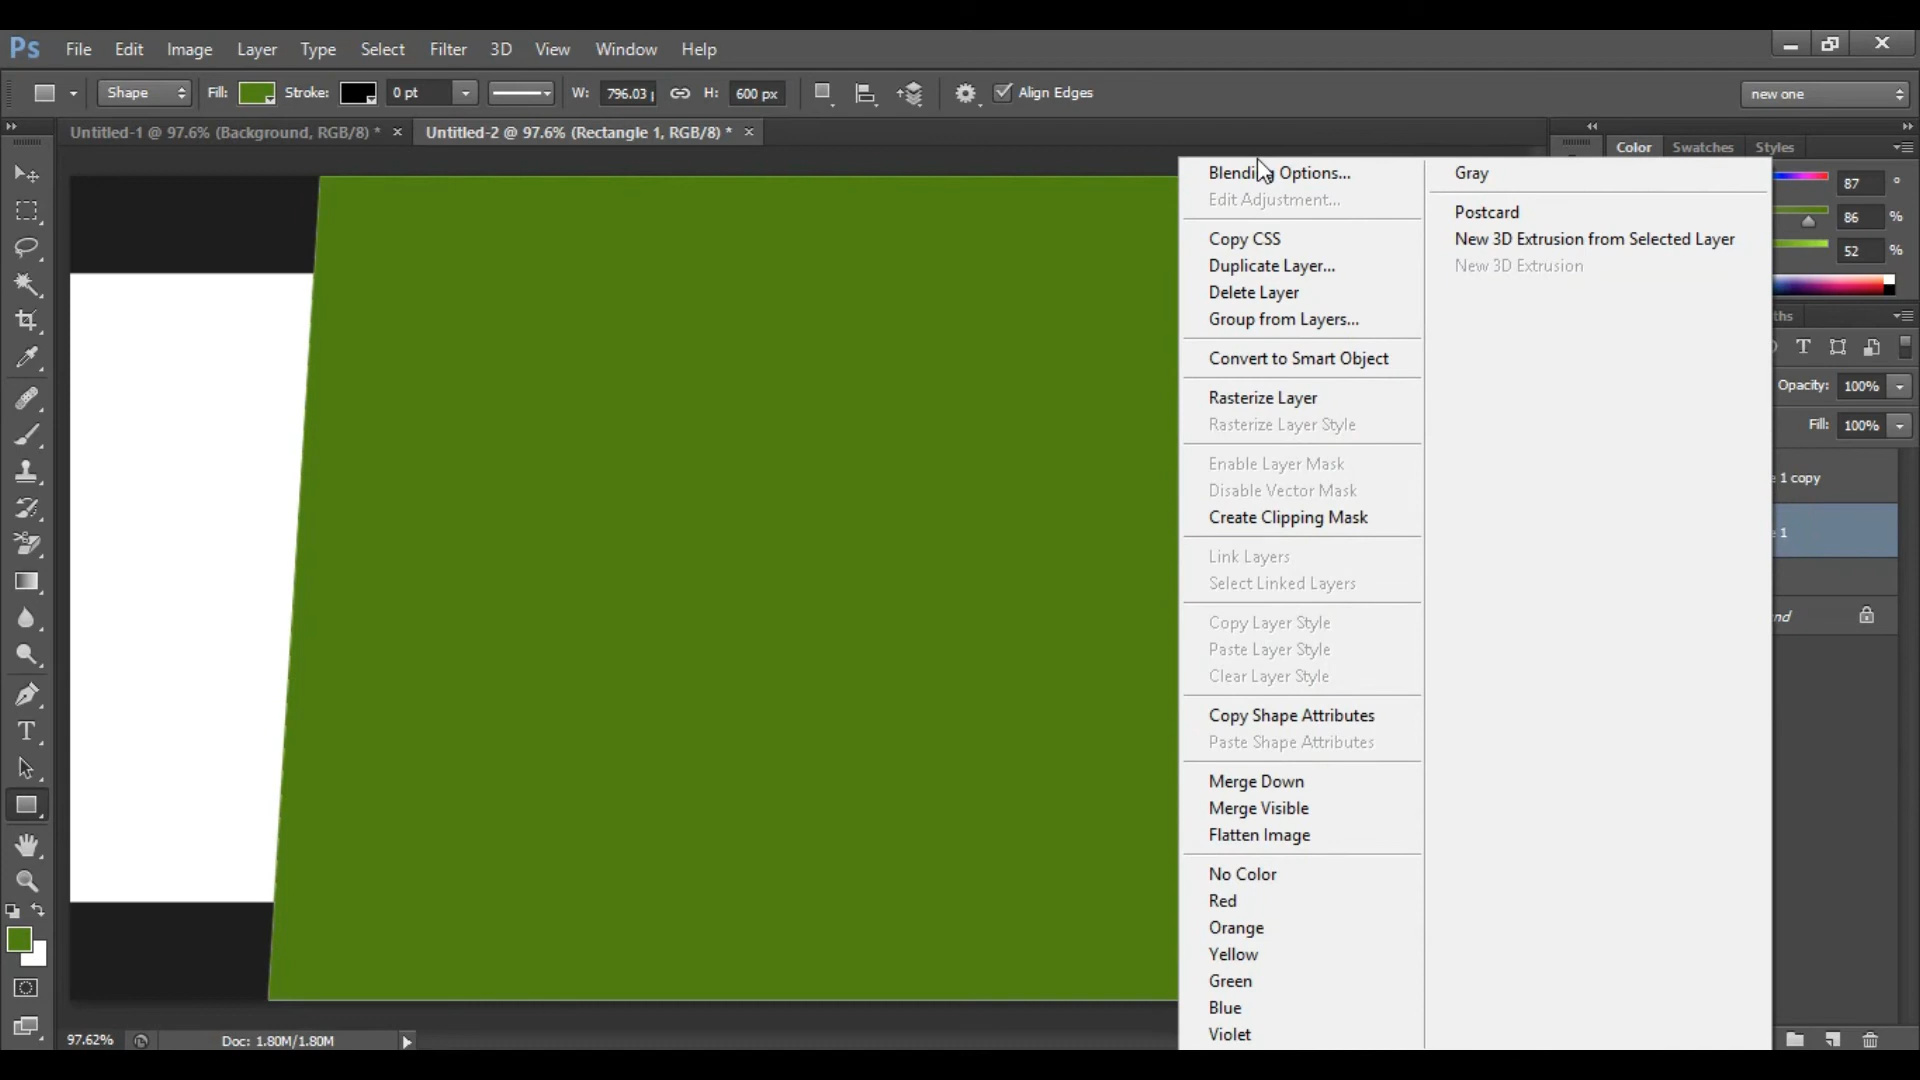 Ps File Edit Image Layer Type Select Filter 3D View Window Help
Shape Fill: Stroke: 0 pt W: 796.03 H: 600 px Align Edges new one
Untitled-1 @ 97.6% (Background, RGB/8) * × Untitled-2 @ 97.6% (Rectangle 1, RGB/8) * ×
Color Swatches Styles
Blending Options...
Edit Adjustment...
Copy CSS
Duplicate Layer...
Delete Layer
Group from Layers...
Convert to Smart Object
Rasterize Layer
Rasterize Layer Style
Enable Layer Mask
Disable Vector Mask
Create Clipping Mask
Link Layers
Select Linked Layers
Copy Layer Style
Paste Layer Style
Clear Layer Style
Copy Shape Attributes
Paste Shape Attributes
Merge Down
Merge Visible
Flatten Image
No Color
Red
Orange
Yellow
Green
Blue
Violet
Gray
Postcard
New 3D Extrusion from Selected Layer
New 3D Extrusion
87 °
86 %
52 %
ths
T
Opacity: 100%
Fill: 100%
1 copy
1
nd
T
97.62% Doc: 1.80M/1.80M